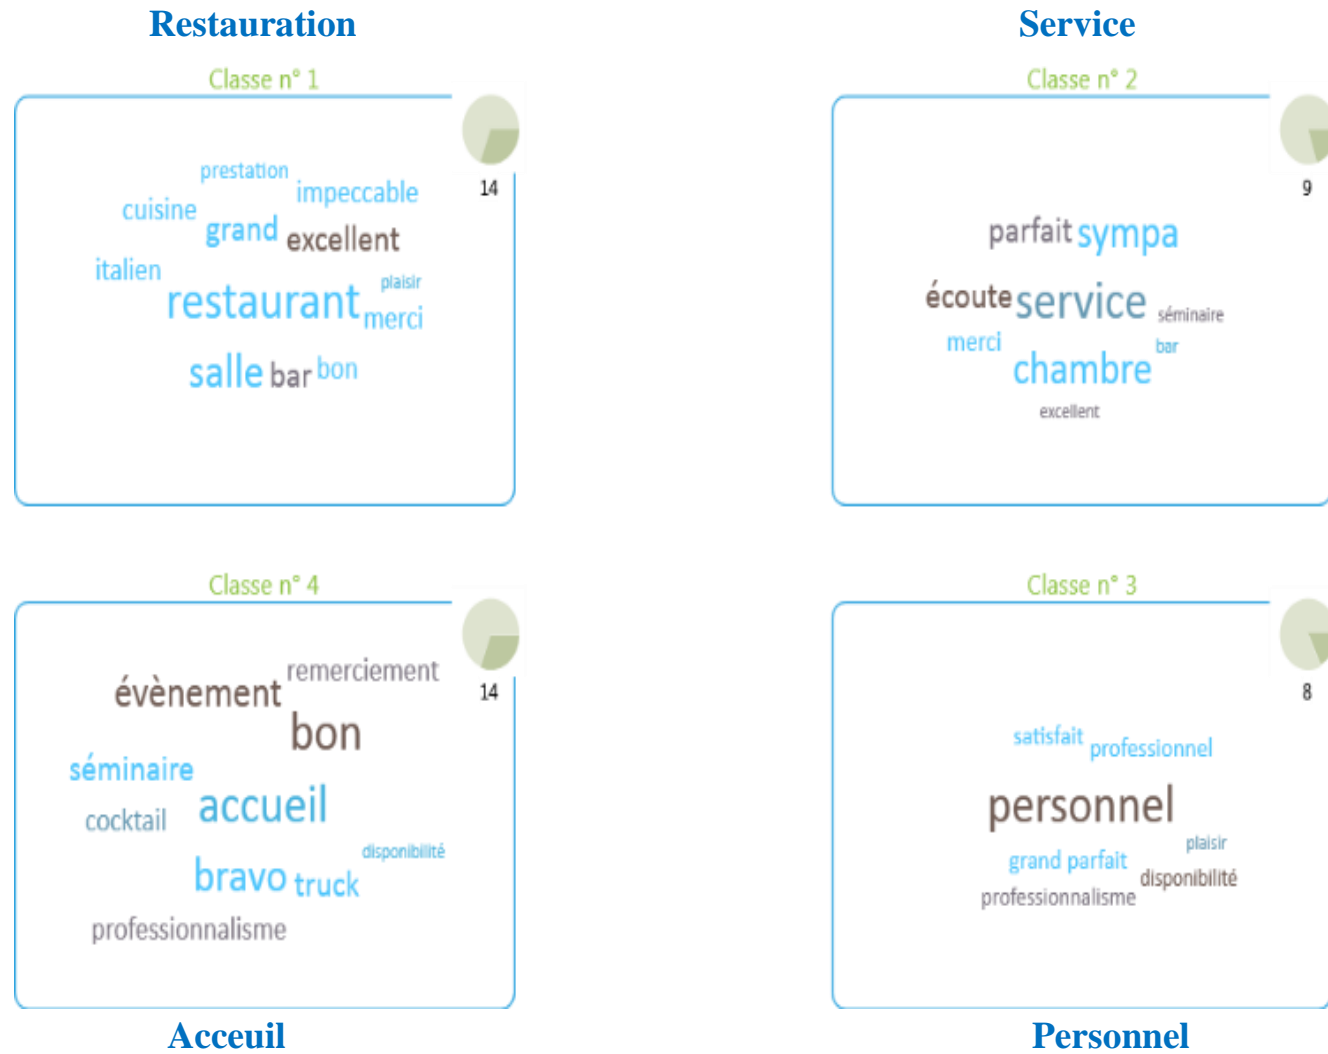 Restauration
Service
Classe n° 1
14
prestation
impeccable
cuisine
grand
excellent
italien
plaisir
restaurant
merci
salle bar bon
Classe n° 2
9
parfait sympa
écoute service séminaire
merci
bar
chambre
excellent
Classe n° 4
14
remerciement
évènement
bon
séminaire
accueil
cocktail
disponibilité
bravo truck
professionnalisme
Classe n° 3
8
satisfait professionnel
personnel
plaisir
grand parfait
disponibilité
professionnalisme
Acceuil
Personnel